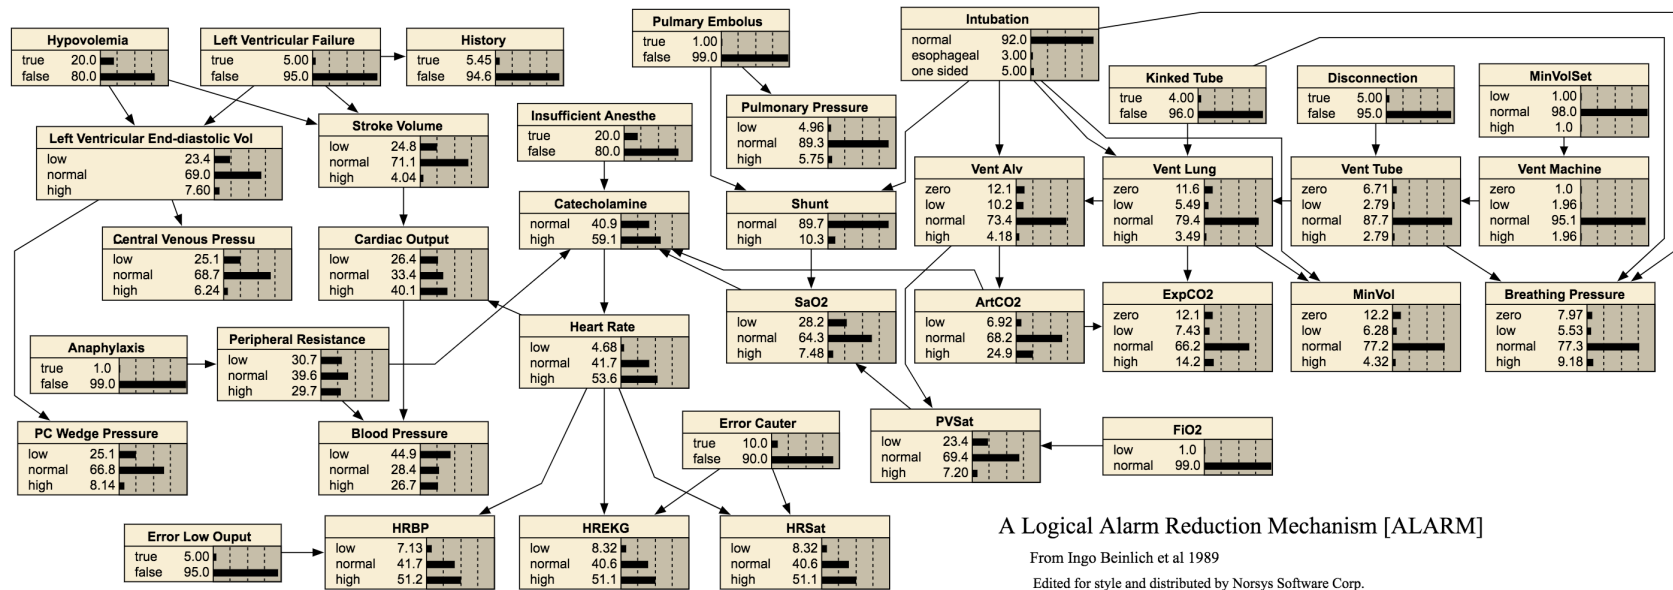 Hypovolemia
true 20.0
false 80.0
Left Ventricular Failure
true 5.00
false 95.0
History
true 5.45
false 94.6
Pulmary Embolus
true 1.00
false 99.0
Intubation
normal 92.0
esophageal 3.00
one sided 5.00
Kinked Tube
true 4.00
false 96.0
Disconnection
true 5.00
false 95.0
MinVolSet
low 1.00
normal 98.0
high 1.0
Left Ventricular End-diastolic Vol
low 23.4
normal 69.0
high 7.60
Stroke Volume
low 24.8
normal 71.1
high 4.04
Insufficient Anesthe
true 20.0
false 80.0
Pulmonary Pressure
low 4.96
normal 89.3
high 5.75
Catecholamine
normal 40.9
high 59.1
Shunt
normal 89.7
high 10.3
Vent Alv
zero 12.1
low 10.2
normal 73.4
high 4.18
Vent Lung
zero 11.6
low 5.49
normal 79.4
high 3.49
Vent Tube
zero 6.71
low 2.79
normal 87.7
high 2.79
Vent Machine
zero 1.0
low 1.96
normal 95.1
high 1.96
Central Venous Pressu
low 25.1
normal 68.7
high 6.24
Cardiac Output
low 26.4
normal 33.4
high 40.1
SaO2
low 28.2
normal 64.3
high 7.48
ArtCO2
low 6.92
normal 68.2
high 24.9
ExpCO2
zero 12.1
low 7.43
normal 66.2
high 14.2
MinVol
zero 12.2
low 6.28
normal 77.2
high 4.32
Breathing Pressure
zero 7.97
low 5.53
normal 77.3
high 9.18
Anaphylaxis
true 1.0
false 99.0
Peripheral Resistance
low 30.7
normal 39.6
high 29.7
Heart Rate
low 4.68
normal 41.7
high 53.6
PC Wedge Pressure
low 25.1
normal 66.8
high 8.14
Blood Pressure
low 44.9
normal 28.4
high 26.7
Error Cauter
true 10.0
false 90.0
PVSat
low 23.4
normal 69.4
high 7.20
FiO2
low 1.0
normal 99.0
Error Low Ouput
true 5.00
false 95.0
HRBP
low 7.13
normal 41.7
high 51.2
HREKG
low 8.32
normal 40.6
high 51.1
HRSat
low 8.32
normal 40.6
high 51.1
A Logical Alarm Reduction Mechanism [ALARM]
From Ingo Beinlich et al 1989
Edited for style and distributed by Norsys Software Corp.